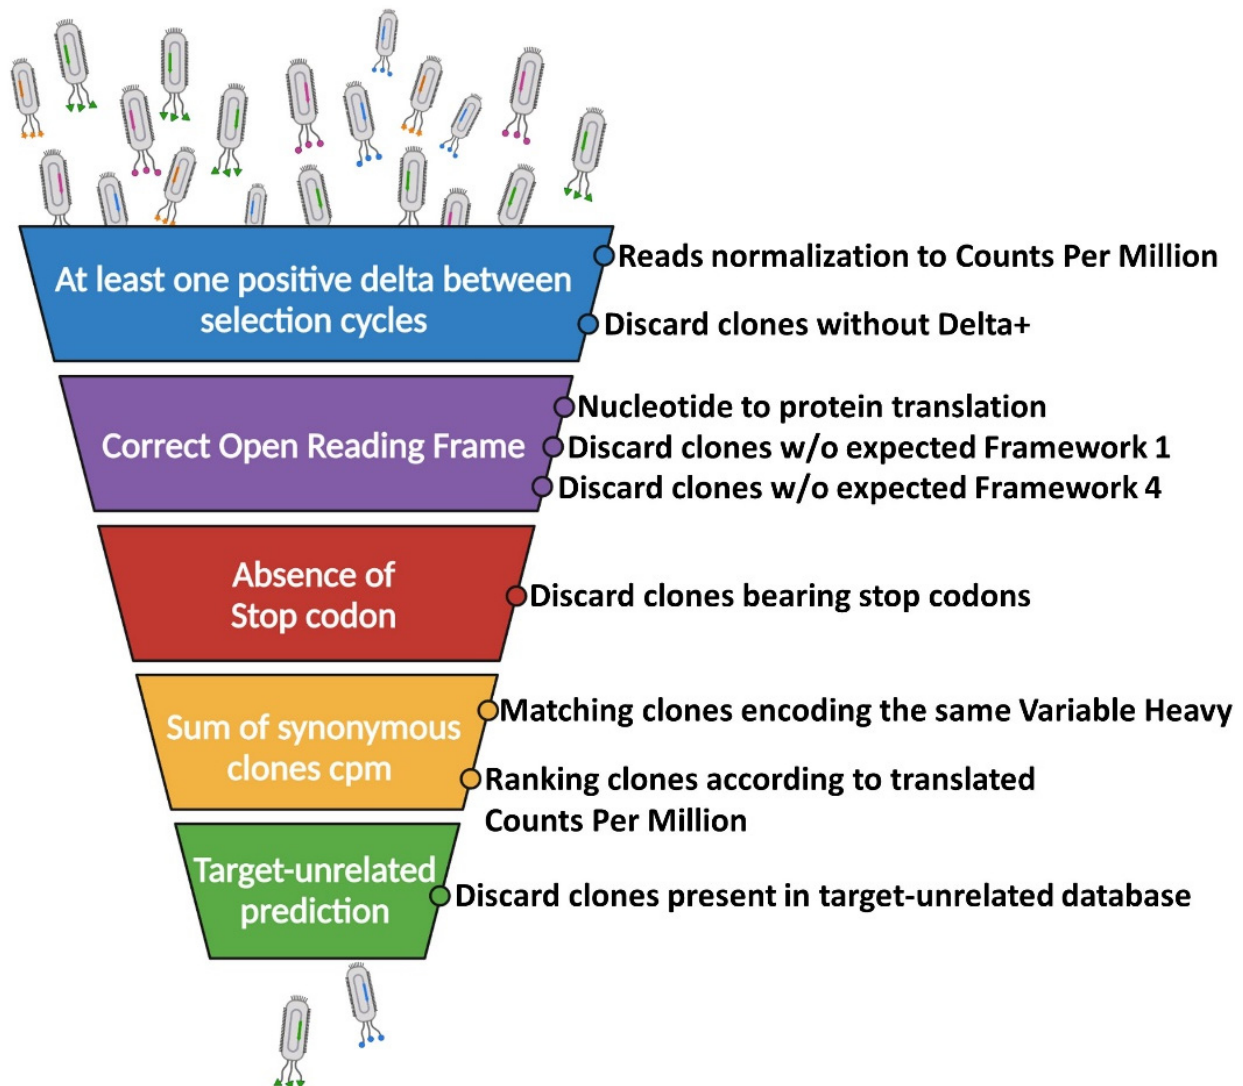 At least one positive delta between
selection cycles
Reads normalization to Counts Per Million
Discard clones without Delta+
Correct Open Reading Frame
Nucleotide to protein translation
Discard clones w/o expected Framework 1
Discard clones w/o expected Framework 4
Absence of
Stop codon
Discard clones bearing stop codons
Sum of synonymous
clones cpm
Matching clones encoding the same Variable Heavy
Ranking clones according to translated
Counts Per Million
Target-unrelated
prediction
Discard clones present in target-unrelated database